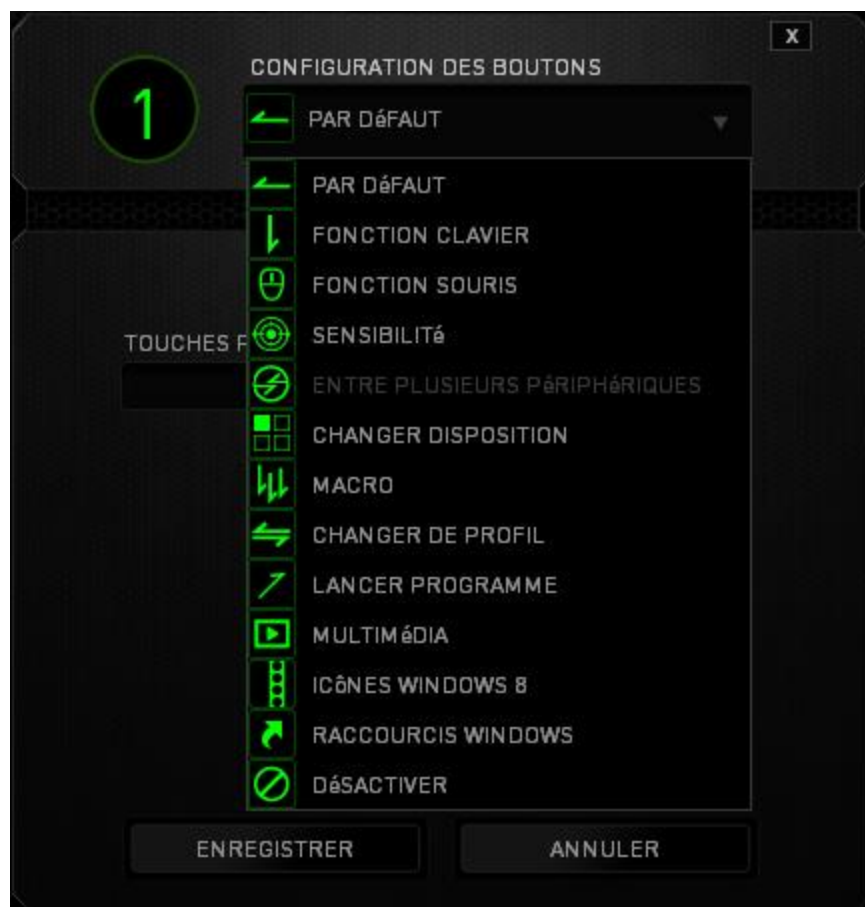 X
CONFIGURATION DES BOUTONS
1
PAR DéFAUT
PAR DéFAUT
FONCTION CLAVIER
FONCTION SOURIS
SENSIBILITé
TOUCHES
ENTRE PLUSIEURS PéRIPHéRIQUES
CHANGER DISPOSITION
MACRO
CHANGER DE PROFIL
LANCER PROGRAMME
MULTIMéDIA
ICôNES WINDOWS 8
RACCOURCIS WINDOWS
DéSACTIVER
ENREGISTRER
ANNULER